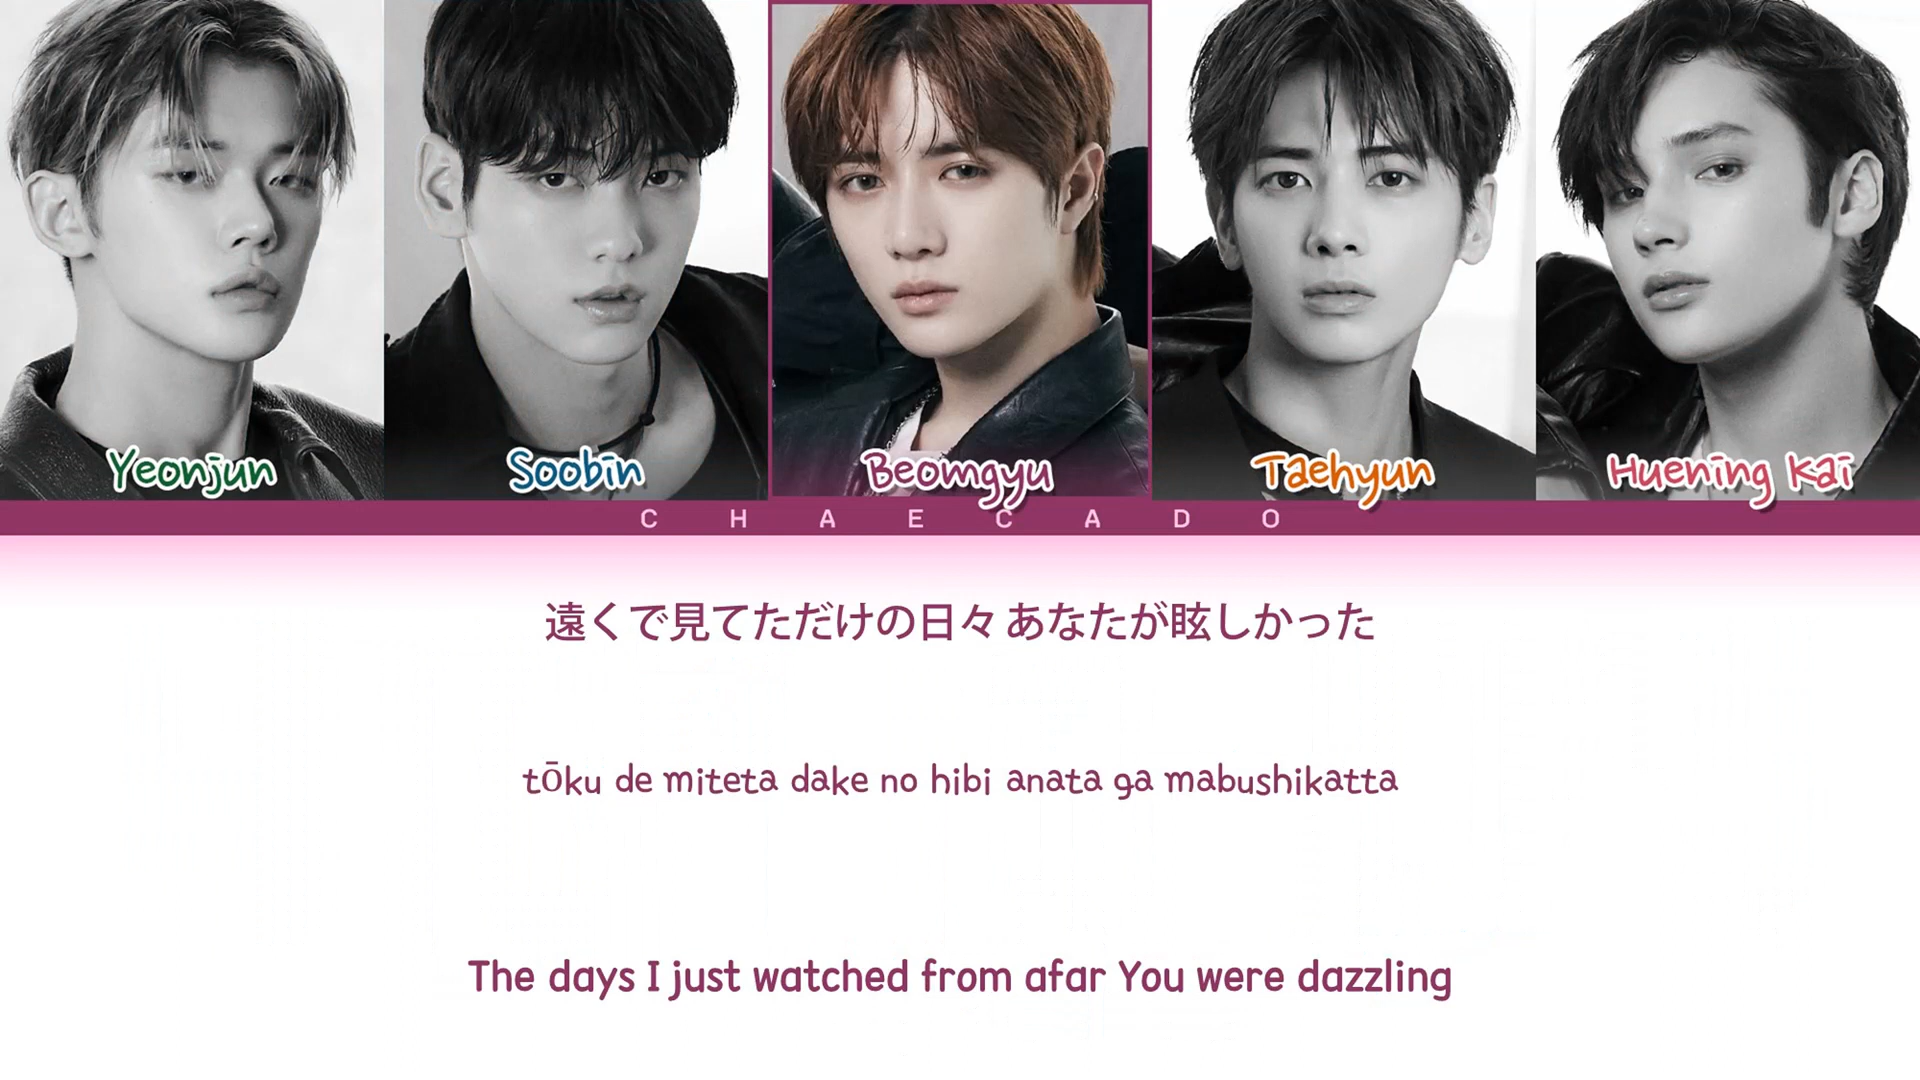 Yeonjun
Soobin
Beomgyu
Taehyun
Huening Kai
CHAECADO
遠くで見てただけの日々 あなたが眩しかった
tōku de miteta dake no hibi anata ga mabushikatta
The days I just watched from afar You were dazzling